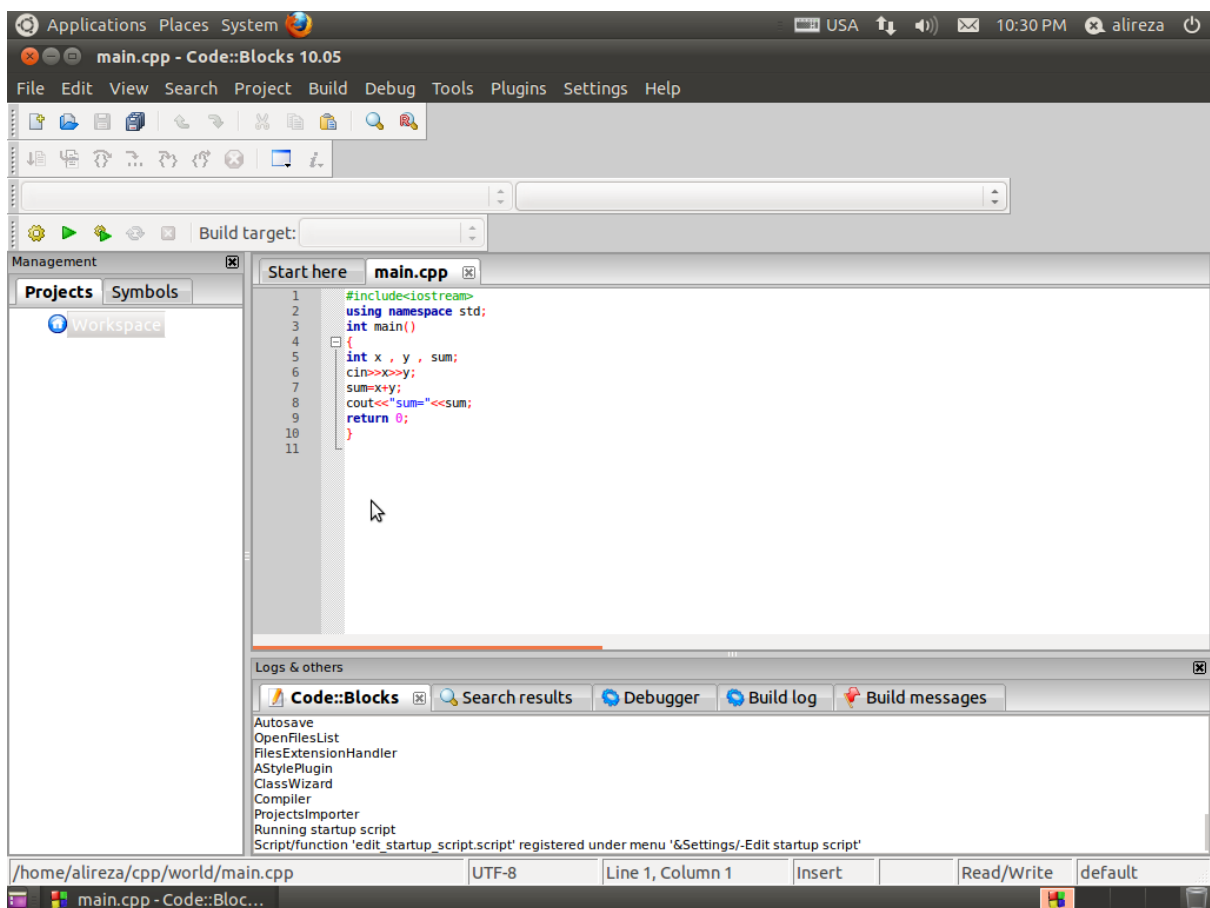 Applications Places System USA 10:30 PM alireza
main.cpp - Code::Blocks 10.05
File Edit View Search Project Build Debug Tools Plugins Settings Help
Build target:
Management
Projects Symbols
Workspace
Start here main.cpp
1 #include<iostream>
2 using namespace std;
3 int main()
4 {
5 int x , y , sum;
6 cin>>x>>y;
7 sum=x+y;
8 cout<<"sum="<<sum;
9 return 0;
10 }
11
Logs & others
Code::Blocks Search results Debugger Build log Build messages
Autosave
OpenFilesList
FilesExtensionHandler
AStylePlugin
ClassWizard
Compiler
ProjectsImporter
Running startup script
Script/function 'edit_startup_script.script' registered under menu '&Settings/-Edit startup script'
/home/alireza/cpp/world/main.cpp UTF-8 Line 1, Column 1 Insert Read/Write default
main.cpp - Code::Bloc...